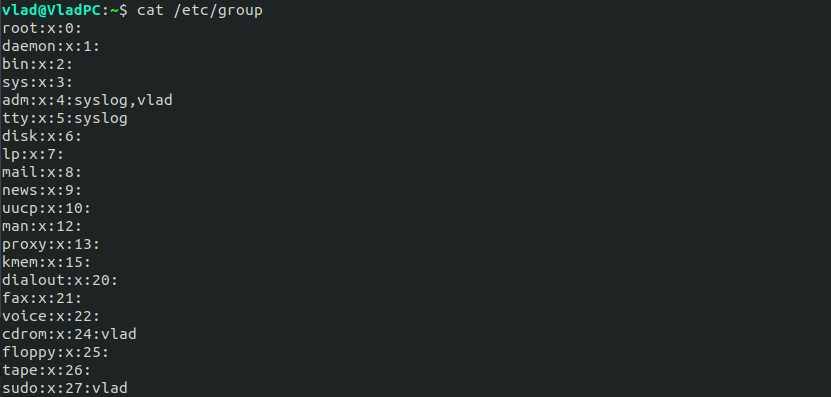 vlad@VladPC:~$ cat /etc/group
root:x:0:
daemon:x:1:
bin:x:2:
sys:x:3:
adm:x:4:syslog,vlad
tty:x:5:syslog
disk:x:6:
lp:x:7:
mail:x:8:
news:x:9:
uucp:x:10:
man:x:12:
proxy:x:13:
kmem:x:15:
dialout:x:20:
fax:x:21:
voice:x:22:
cdrom:x:24:vlad
floppy:x:25:
tape:x:26:
sudo:x:27:vlad